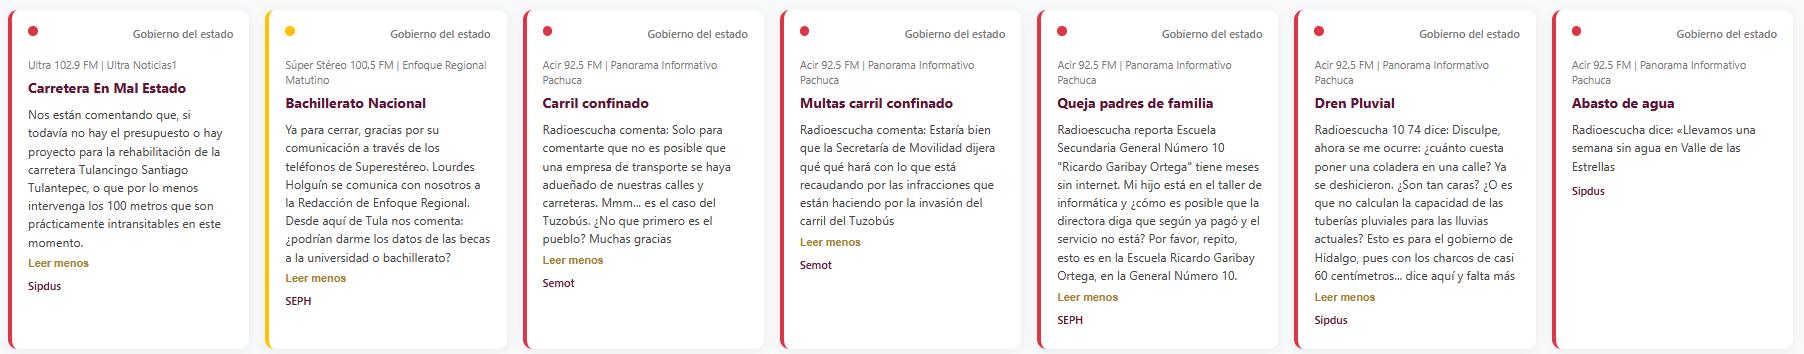 Gobierno del estado
Ultra 102.9 FM | Ultra Noticias1
Carretera En Mal Estado
Nos están comentando que, si
todavía no hay el presupuesto o hay
proyecto para la rehabilitación de la
carretera Tulancingo Santiago
Tulantepec, o que por lo menos
intervenga los 100 metros que son
prácticamente intransitables en este
momento.
Leer menos
Sipdus
Gobierno del estado
Súper Stéreo 100.5 FM | Enfoque Regional
Matutino
Bachillerato Nacional
Ya para cerrar, gracias por su
comunicación a través de los
teléfonos de Superestéreo. Lourdes
Holguín se comunica con nosotros a
la Redacción de Enfoque Regional.
Desde aquí de Tula nos comenta:
¿podrían darme los datos de las becas
a la universidad o bachillerato?
Leer menos
SEPH
Gobierno del estado
Acir 92.5 FM | Panorama Informativo
Pachuca
Carril confinado
Radioescucha comenta: Solo para
comentarte que no es posible que
una empresa de transporte se haya
adueñado de nuestras calles y
carreteras. Mmm... es el caso del
Tuzobús. ¿No que primero es el
pueblo? Muchas gracias
Leer menos
Semot
Gobierno del estado
Acir 92.5 FM | Panorama Informativo
Pachuca
Multas carril confinado
Radioescucha comenta: Estaría bien
que la Secretaría de Movilidad dijera
qué qué hará con lo que está
recaudando por las infracciones que
están haciendo por la invasión del
carril del Tuzobús
Leer menos
Semot
Gobierno del estado
Acir 92.5 FM | Panorama Informativo
Pachuca
Queja padres de familia
Radioescucha reporta Escuela
Secundaria General Número 10
"Ricardo Garibay Ortega" tiene meses
sin internet. Mi hijo está en el taller de
informática y ¿cómo es posible que la
directora diga que según ya pagó y el
servicio no está? Por favor, repito,
esto es en la Escuela Ricardo Garibay
Ortega, en la General Número 10.
Leer menos
SEPH
Gobierno del estado
Acir 92.5 FM | Panorama Informativo
Pachuca
Dren Pluvial
Radioescucha 10 74 dice: Disculpe,
ahora se me ocurre: ¿cuánto cuesta
poner una coladera en una calle? Ya
se deshicieron. ¿Son tan caras? ¿O es
que no calculan la capacidad de las
tuberías pluviales para las lluvias
actuales? Esto es para el gobierno de
Hidalgo, pues con los charcos de casi
60 centímetros... dice aquí y falta más
Leer menos
Sipdus
Gobierno del estado
Acir 92.5 FM | Panorama Informativo
Pachuca
Abasto de agua
Radioescucha dice: «Llevamos una
semana sin agua en Valle de las
Estrellas
Sipdus